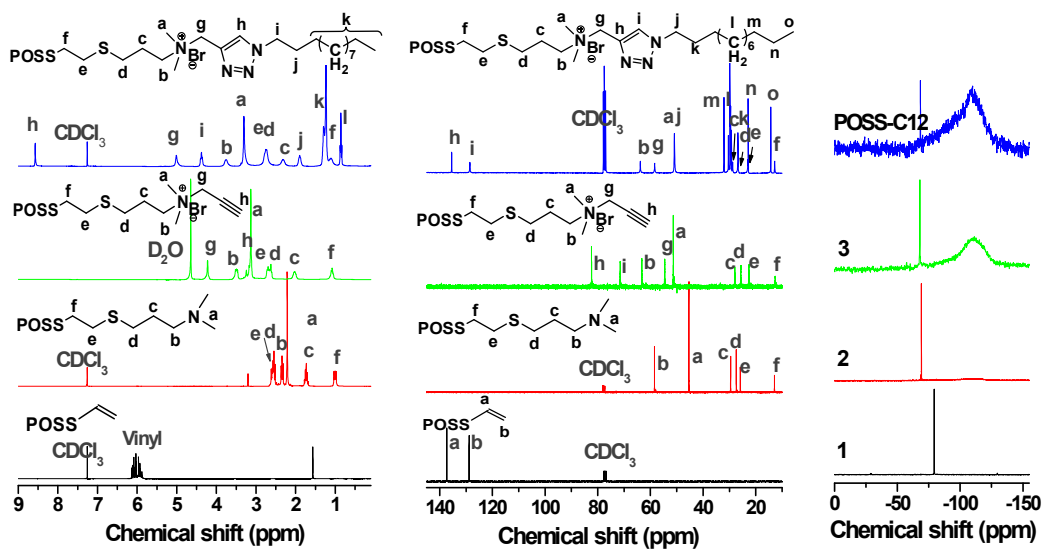 k
a g h i
f S c N N
POSS Br 7
e d b N=N j C
H₂
h CDCl₃ g i b a e d c j k f l
a g
f S c N h
POSS Br
e d b
D₂O g b h a e d c f
f S c N
POSS a
e d b
CDCl₃ e d b a c f
POSS
CDCl₃ Vinyl
9 8 7 6 5 4 3 2 1
Chemical shift (ppm)
a g i j l m o
f S c N h N
POSS Br 6
e d b N=N k C n
H₂
h i CDCl₃ b g a j m l c k d n e o f
a g
f S c N
POSS Br h
e d b
h i b g a c d e f
f S c N
POSS a
e d b
CDCl₃ b a c d e f
a
POSS b
a b CDCl₃
140 120 100 80 60 40 20
Chemical shift (ppm)
POSS-C12
3
2
1
0 -50 -100 -150
Chemical shift (ppm)